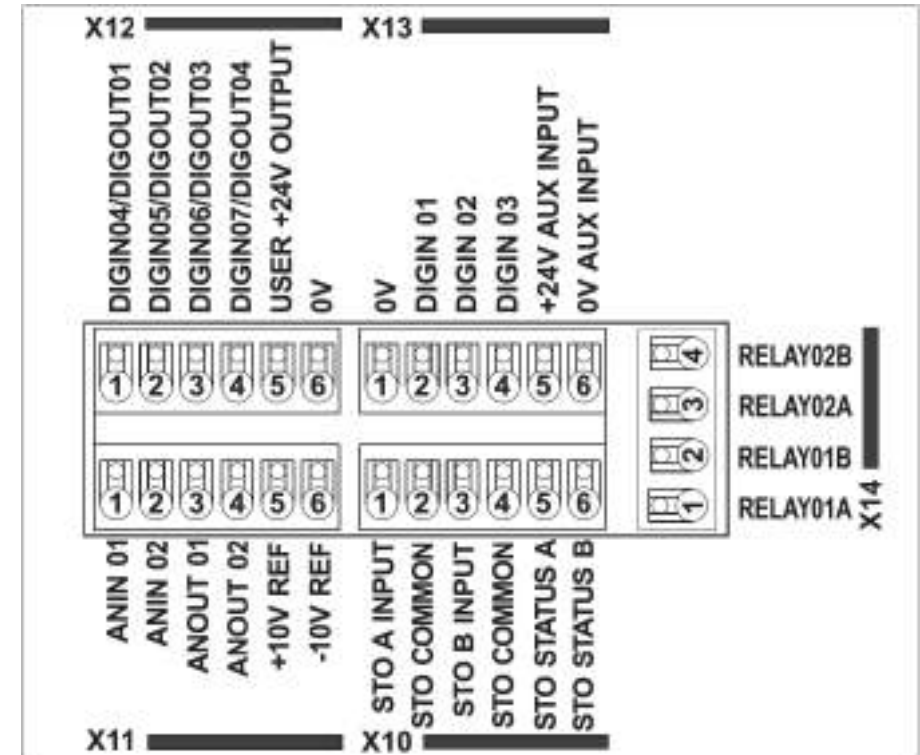 X12
X13
DIGIN04/DIGOUT01
DIGIN05/DIGOUT02
DIGIN06/DIGOUT03
DIGIN07/DIGOUT04
USER +24V OUTPUT
0V
0V
DIGIN 01
DIGIN 02
DIGIN 03
+24V AUX INPUT
0V AUX INPUT
1 2 3 4 5 6
1 2 3 4 5 6
4 RELAY02B
3 RELAY02A
2 RELAY01B
1 RELAY01A
X14
1 2 3 4 5 6
1 2 3 4 5 6
ANIN 01
ANIN 02
ANOUT 01
ANOUT 02
+10V REF
-10V REF
STO A INPUT
STO COMMON
STO B INPUT
STO COMMON
STO STATUS A
STO STATUS B
X11
X10